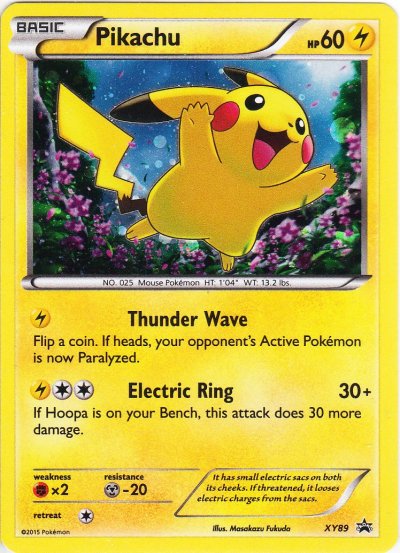 BASIC
Pikachu
HP60
NO. 025 Mouse Pokémon HT: 1'04" WT: 13.2 lbs.
Thunder Wave
Flip a coin. If heads, your opponent's Active Pokémon
is now Paralyzed.
Electric Ring 30+
If Hoopa is on your Bench, this attack does 30 more
damage.
weakness
×2
resistance
-20
retreat
It has small electric sacs on both
its cheeks. If threatened, it looses
electric charges from the sacs.
©2015 Pokémon
Illus. Masakazu Fukuda
XY89